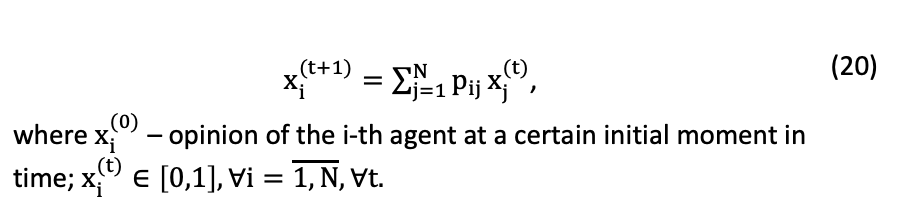 x_i^(t+1) = ∑_{j=1}^{N} p_ij x_j^(t), (20)
where x_i^(0) – opinion of the i-th agent at a certain initial moment in
time; x_i^(t) ∈ [0,1], ∀i = \overline{1, N}, ∀t.